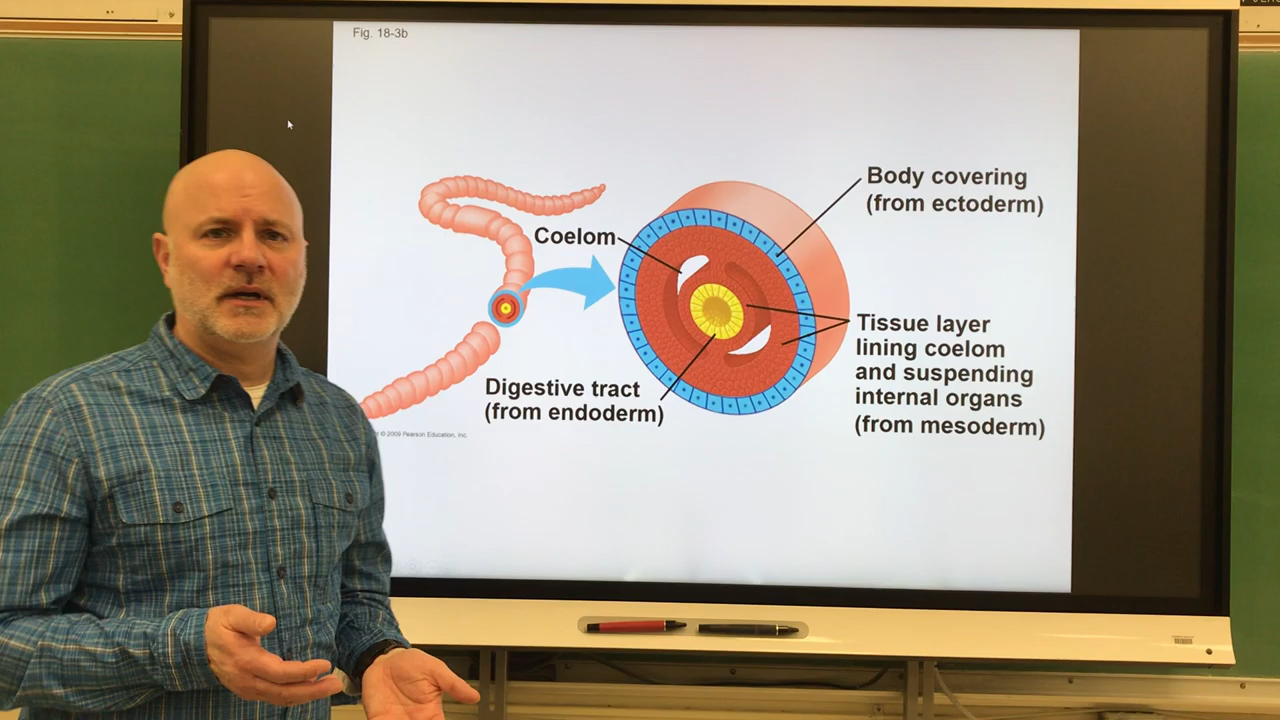 Fig. 18-3b
Body covering
(from ectoderm)
Coelom
Tissue layer
lining coelom
and suspending
internal organs
(from mesoderm)
Digestive tract
(from endoderm)
© 2009 Pearson Education, Inc.